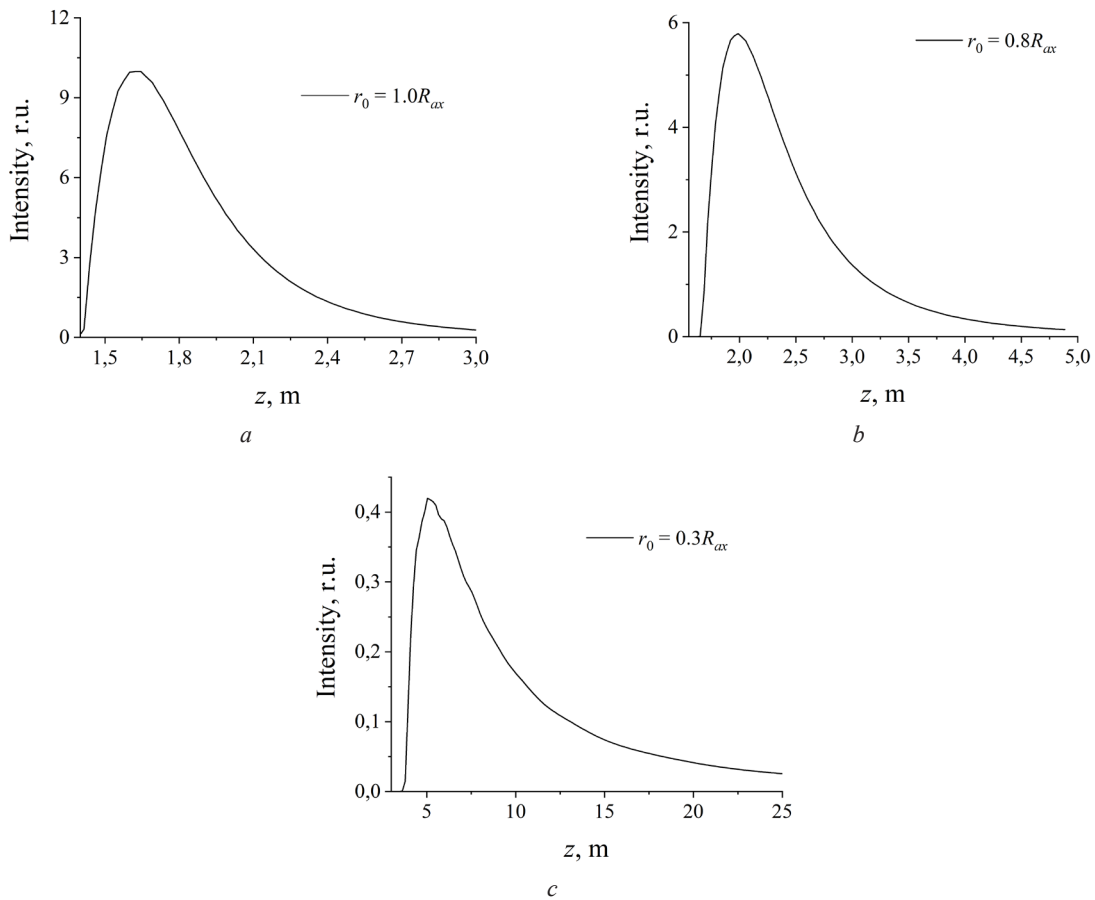 12
9
6
3
0
Intensity, r.u.
r0 = 1.0Rax
1,5 1,8 2,1 2,4 2,7 3,0
z, m
a
6
4
2
0
Intensity, r.u.
r0 = 0.8Rax
2,0 2,5 3,0 3,5 4,0 4,5 5,0
z, m
b
0,4
0,3
0,2
0,1
0,0
Intensity, r.u.
r0 = 0.3Rax
5 10 15 20 25
z, m
c